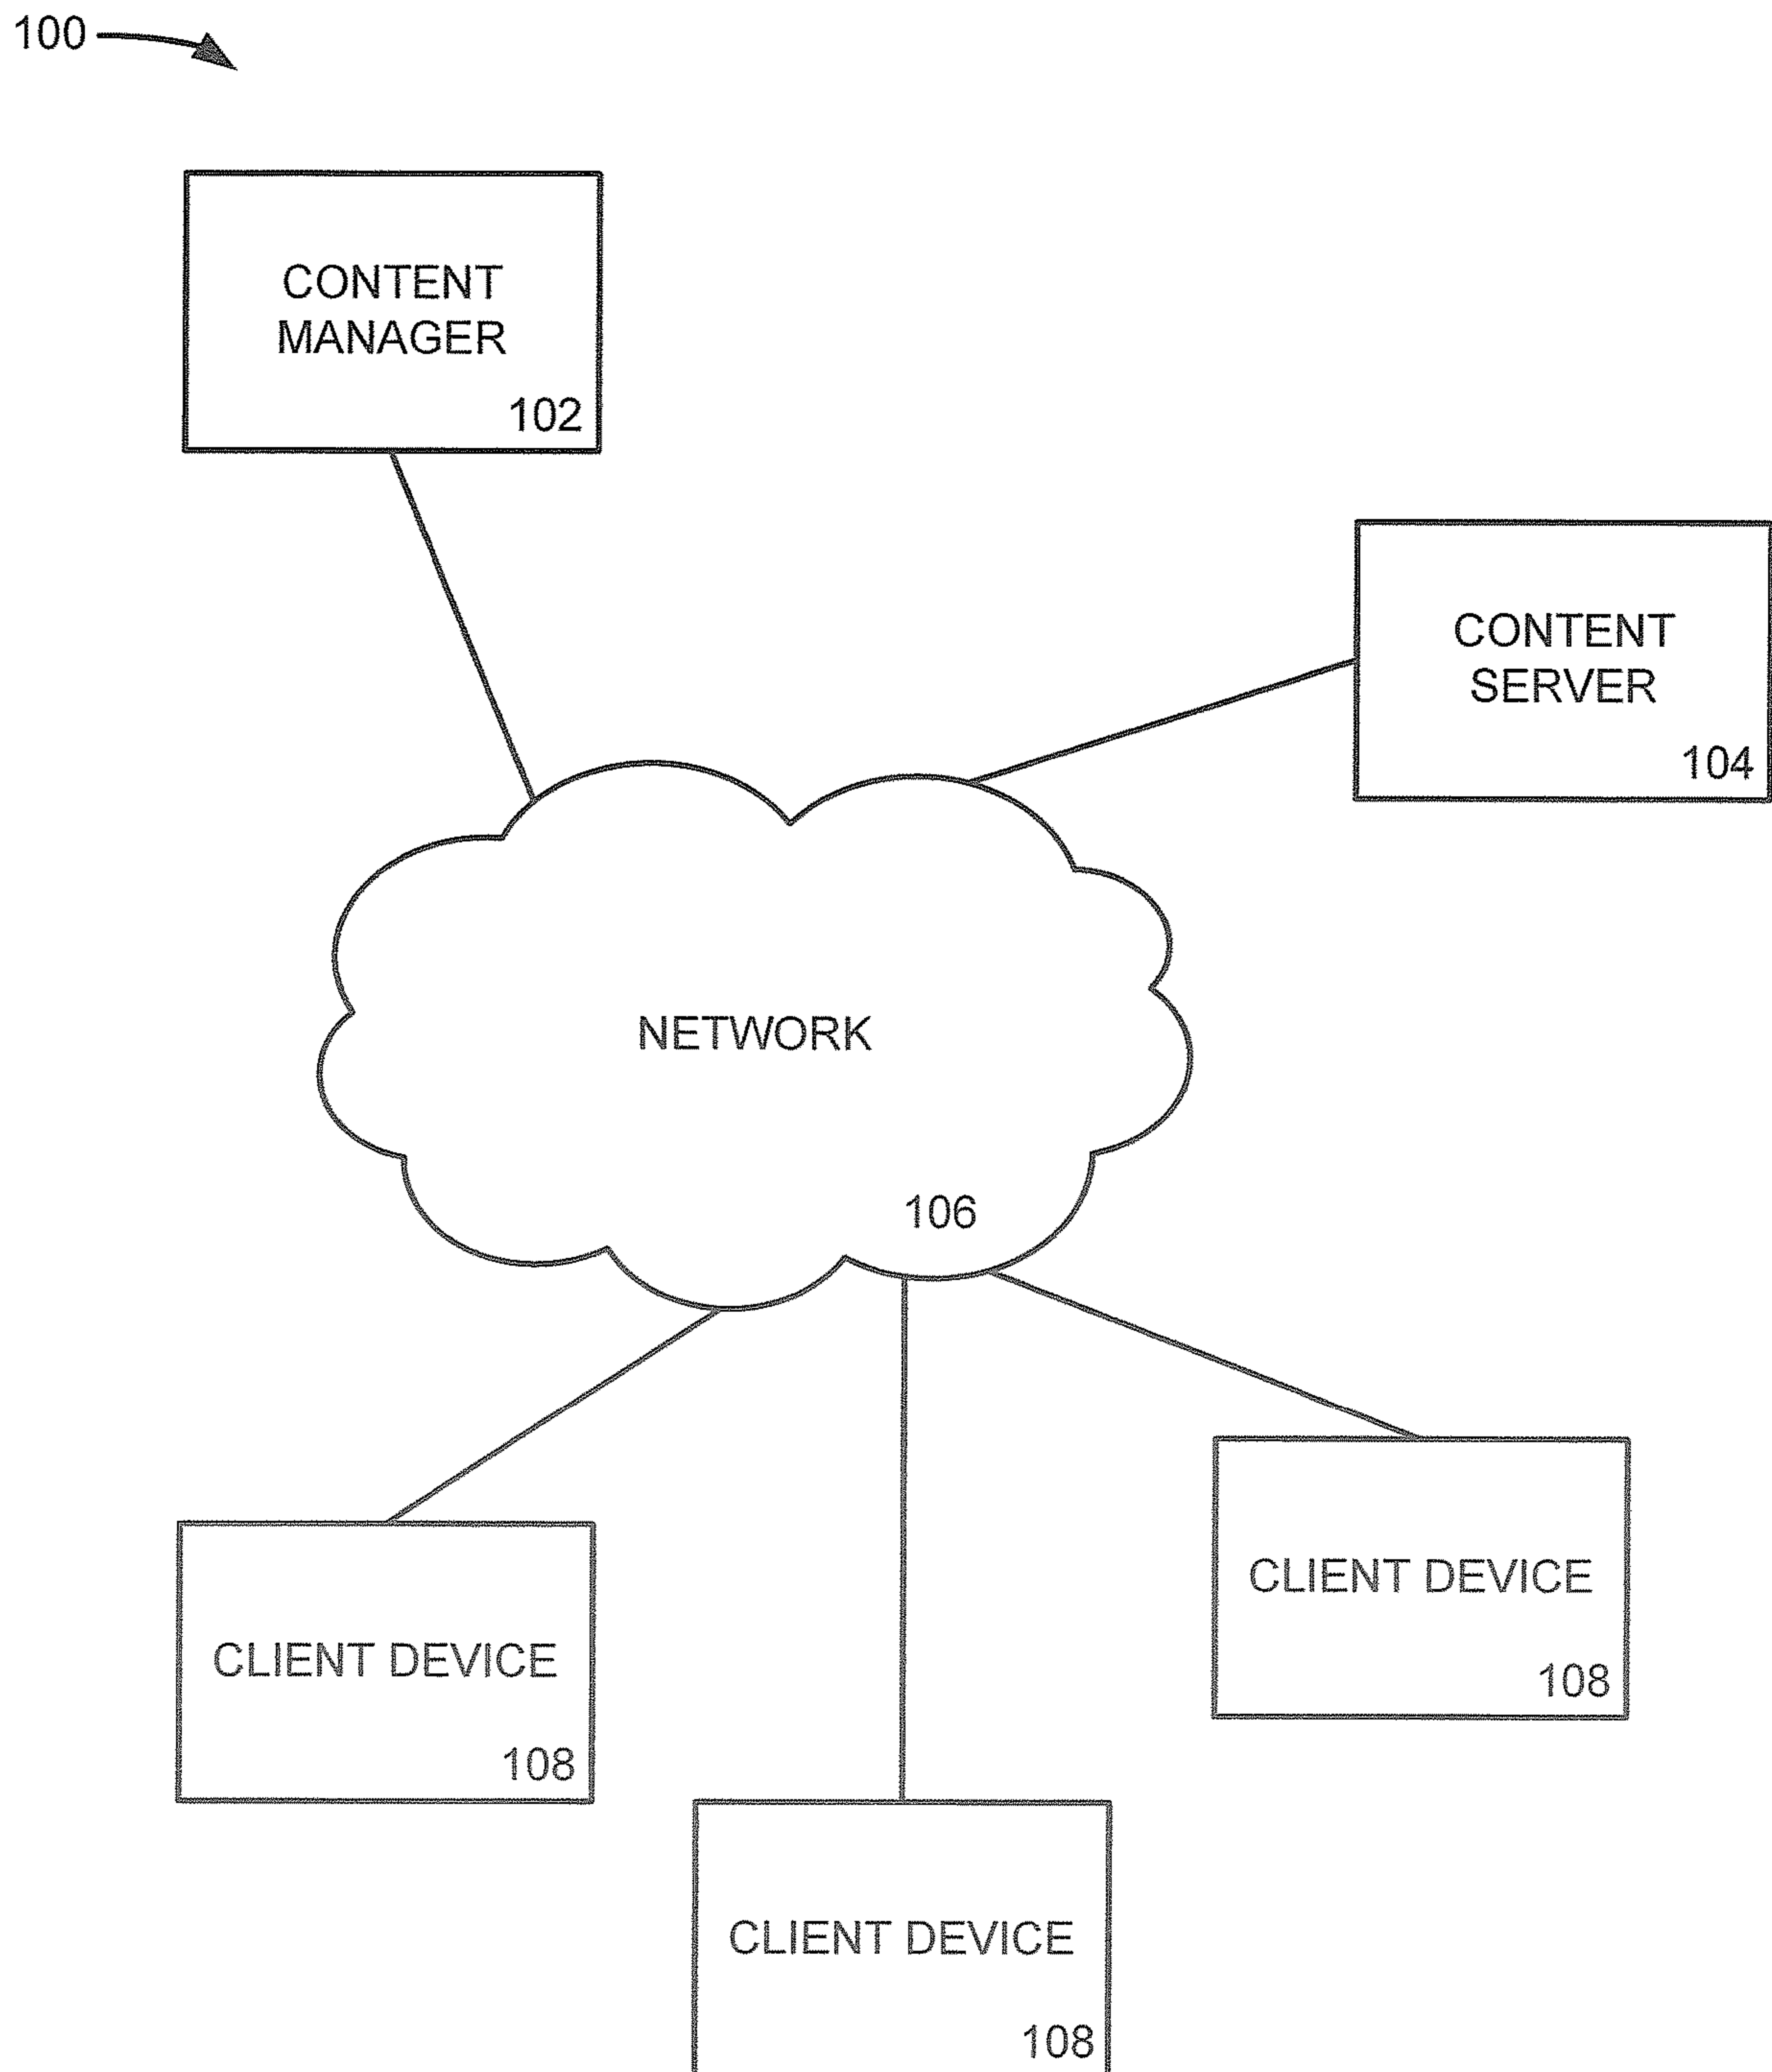 100
CONTENT
MANAGER
102
CONTENT
SERVER
104
NETWORK
106
CLIENT DEVICE
108
CLIENT DEVICE
108
CLIENT DEVICE
108